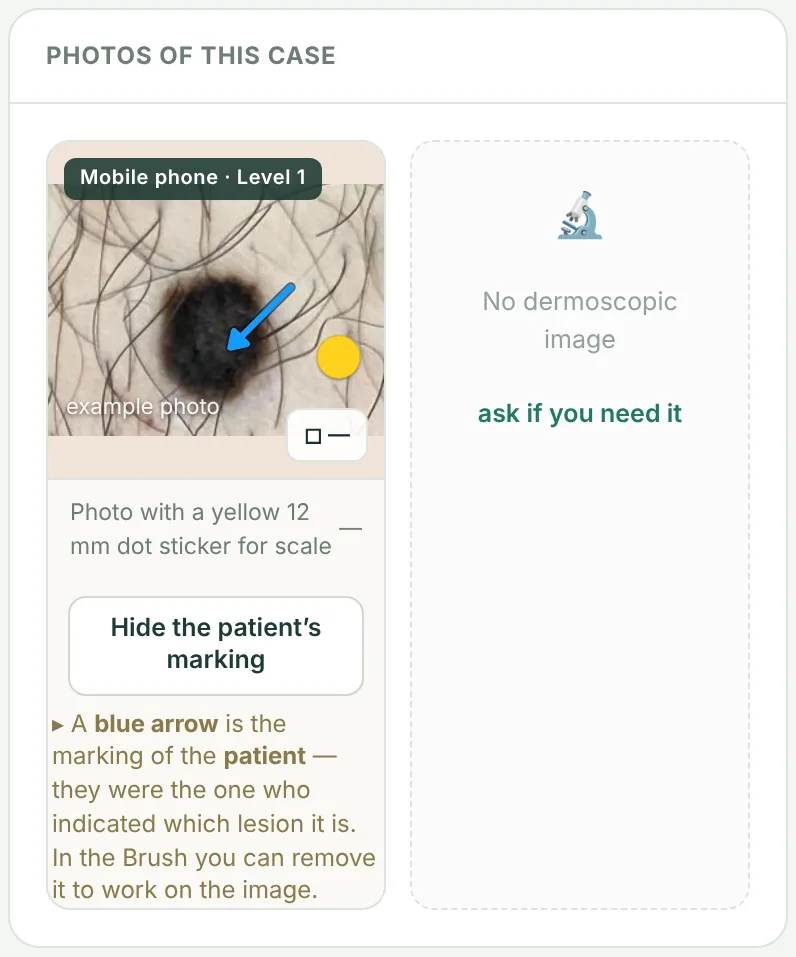 PHOTOS OF THIS CASE
Mobile phone · Level 1
example photo
Photo with a yellow 12
mm dot sticker for scale
—
Hide the patient’s
marking
▸ A blue arrow is the
marking of the patient —
they were the one who
indicated which lesion it is.
In the Brush you can remove
it to work on the image.
No dermoscopic
image
ask if you need it